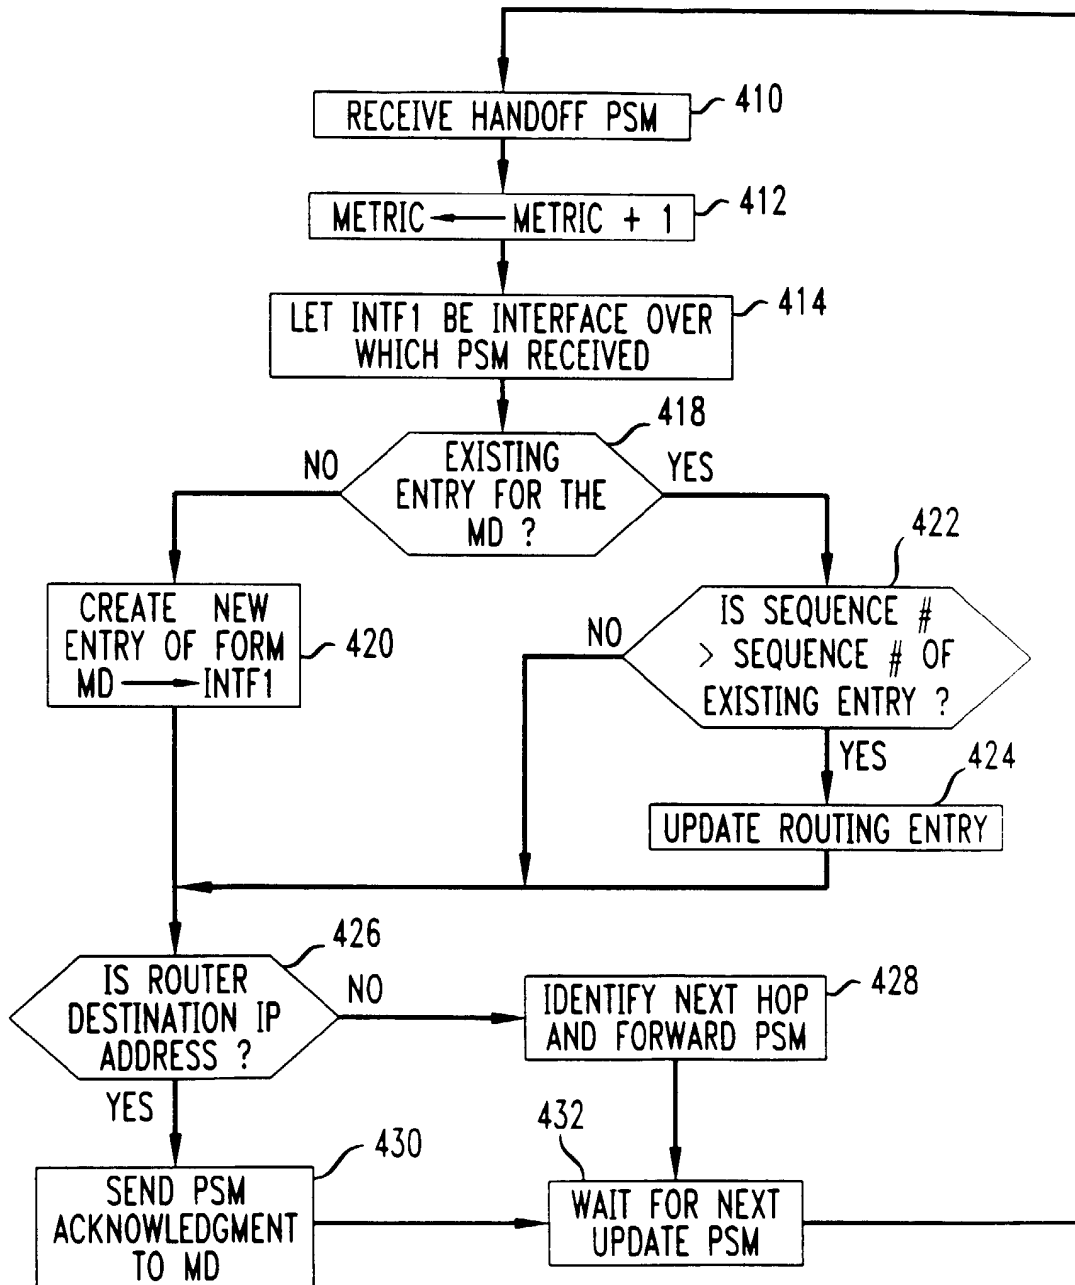 RECEIVE HANDOFF PSM
410
METRIC ← METRIC + 1
412
LET INTF1 BE INTERFACE OVER
WHICH PSM RECEIVED
414
418
NO
EXISTING
ENTRY FOR THE
MD ?
YES
422
CREATE NEW
ENTRY OF FORM
MD → INTF1
420
NO
IS SEQUENCE #
> SEQUENCE # OF
EXISTING ENTRY ?
YES
424
UPDATE ROUTING ENTRY
426
IS ROUTER
DESTINATION IP
ADDRESS ?
NO
IDENTIFY NEXT HOP
AND FORWARD PSM
428
YES
430
432
SEND PSM
ACKNOWLEDGMENT
TO MD
WAIT FOR NEXT
UPDATE PSM